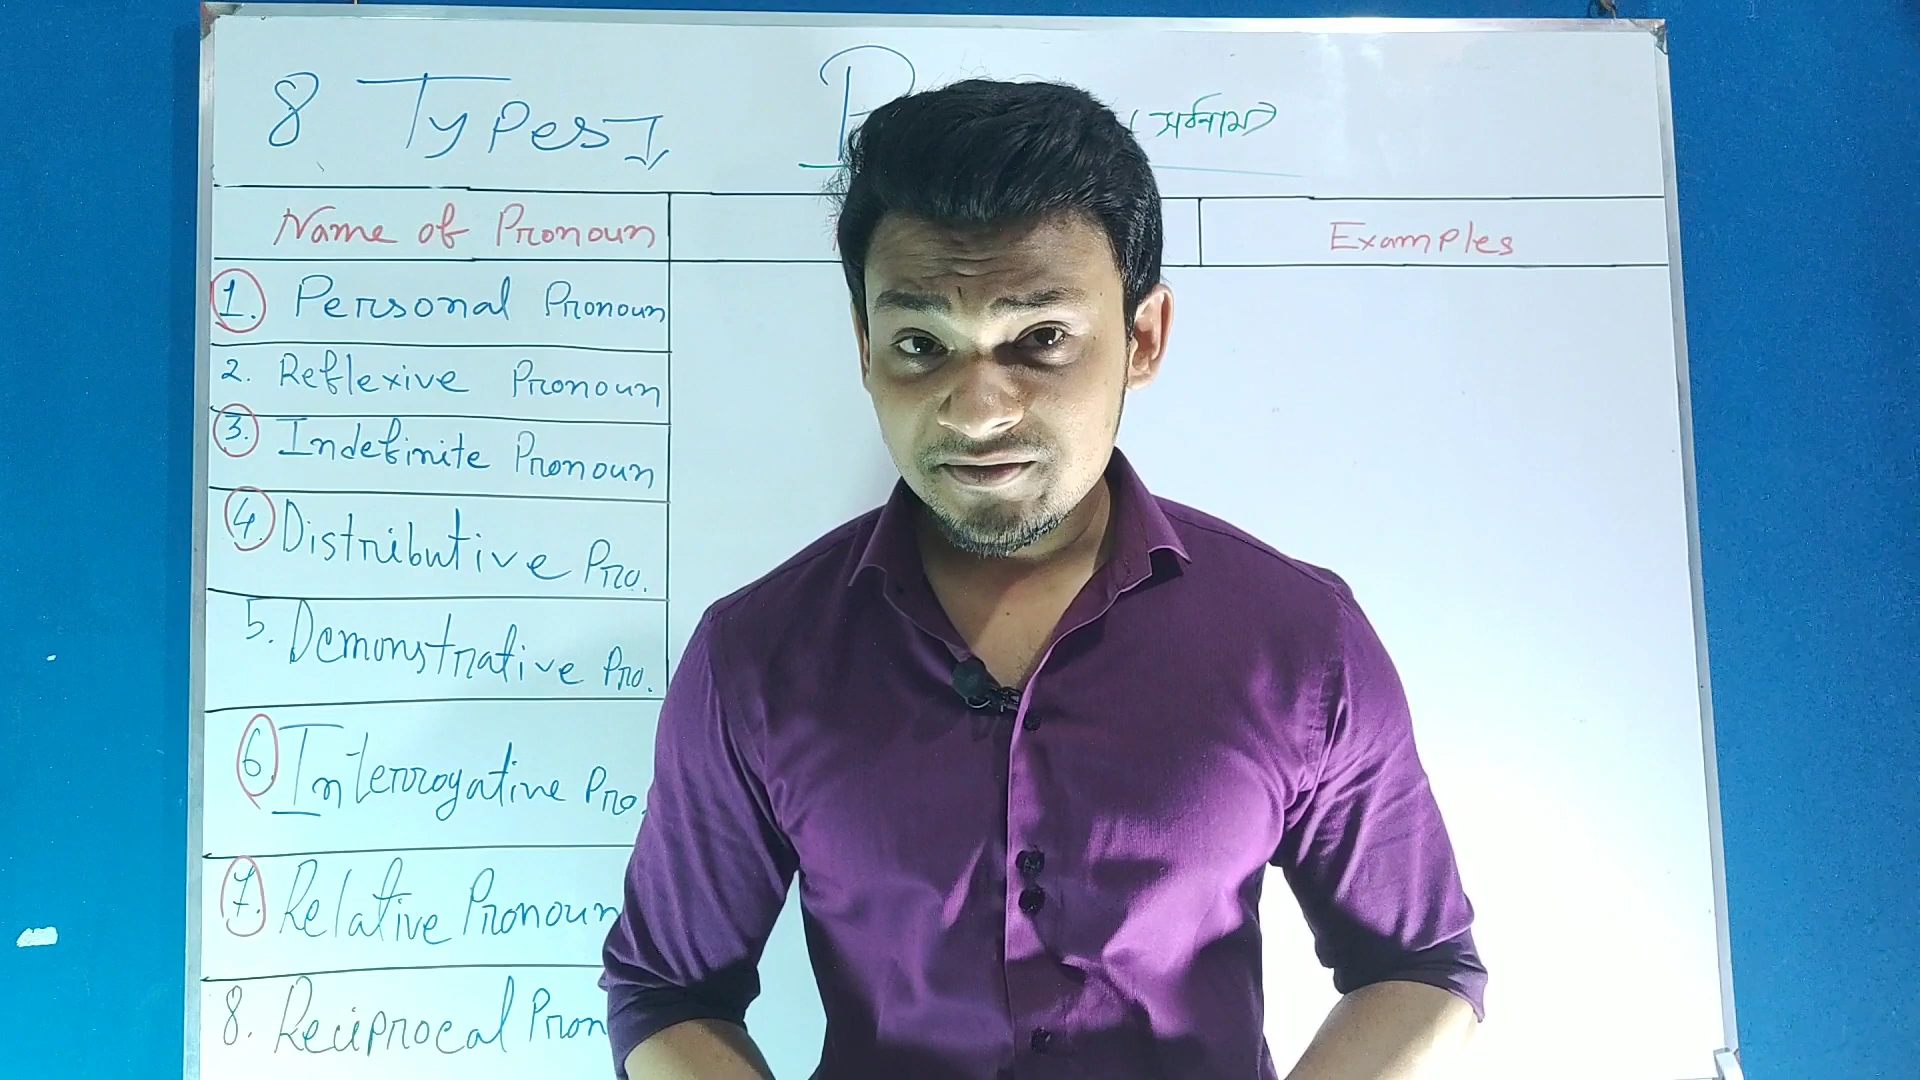 8 Types
(সর্বনাম)
Name of Pronoun
Examples
1. Personal Pronoun
2. Reflexive Pronoun
3. Indefinite Pronoun
4. Distributive Pro.
5. Demonstrative Pro.
6. Interrogative Pro.
7. Relative Pronoun
8. Reciprocal Pron